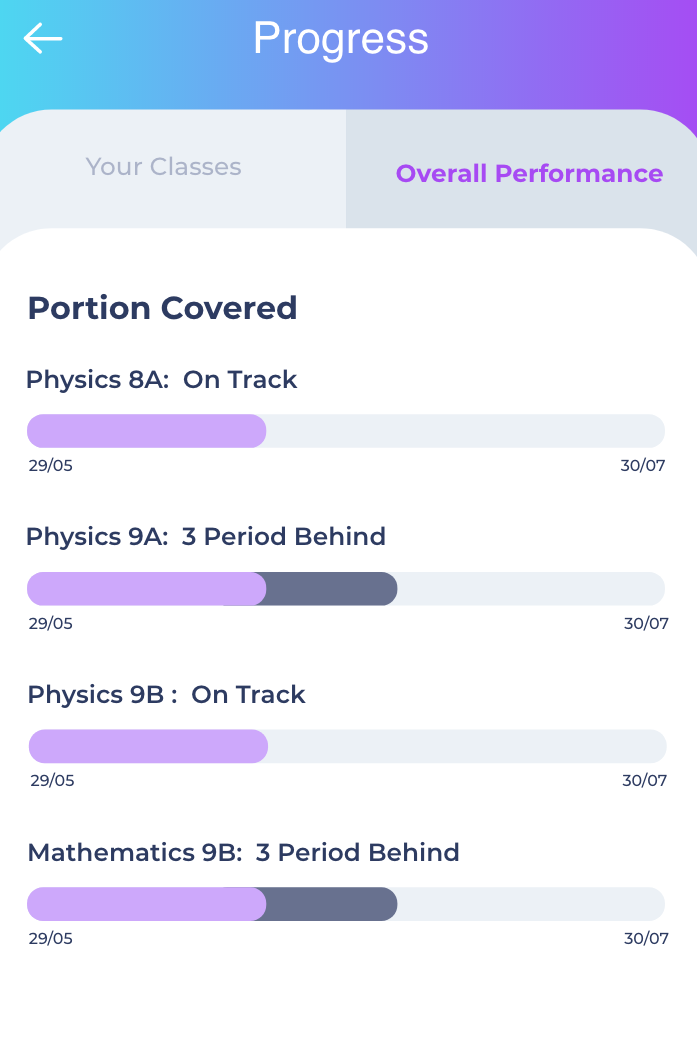 Progress
Your Classes
Overall Performance
Portion Covered
Physics 8A: On Track
29/05 30/07
Physics 9A: 3 Period Behind
29/05 30/07
Physics 9B : On Track
29/05 30/07
Mathematics 9B: 3 Period Behind
29/05 30/07